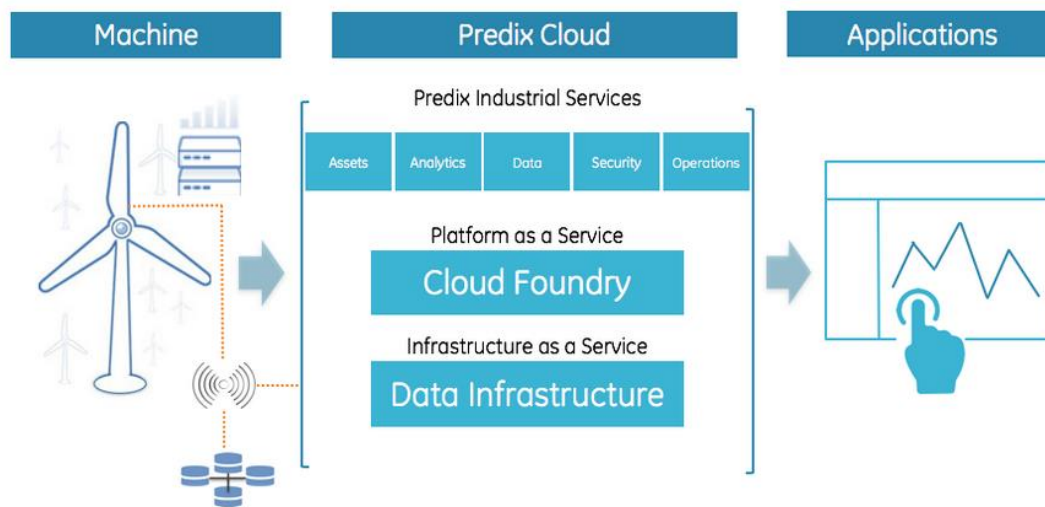 Machine
Predix Cloud
Applications
Predix Industrial Services
Assets
Analytics
Data
Security
Operations
Platform as a Service
Cloud Foundry
Infrastructure as a Service
Data Infrastructure